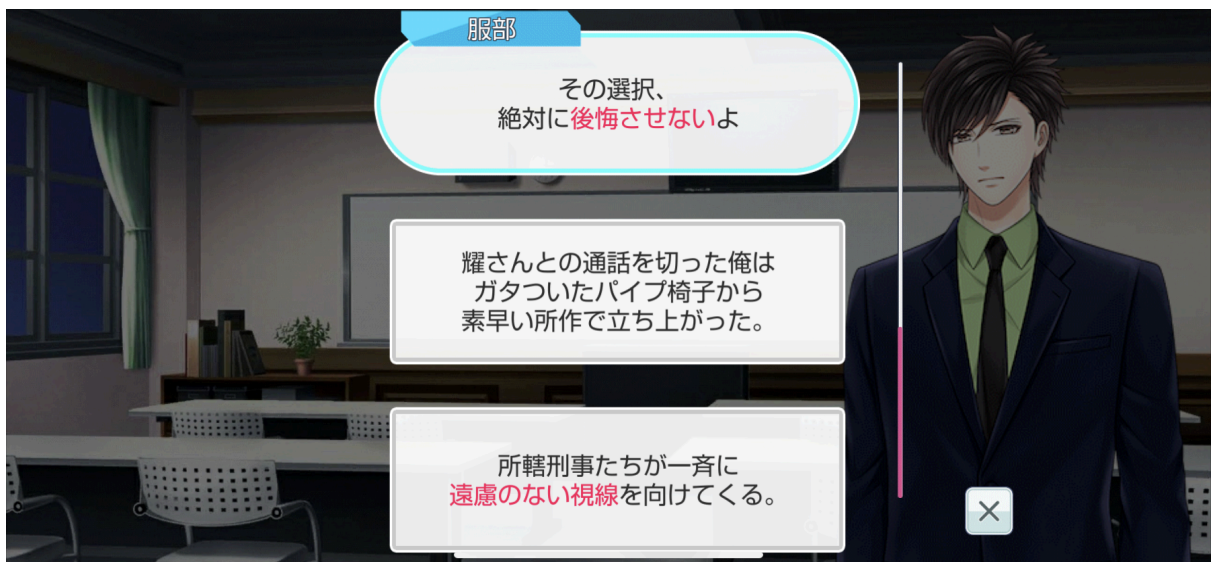 服部
その選択、
絶対に後悔させないよ
耀さんとの通話を切った俺は
ガタついたパイプ椅子から
素早い所作で立ち上がった。
所轄刑事たちが一斉に
遠慮のない視線を向けてくる。